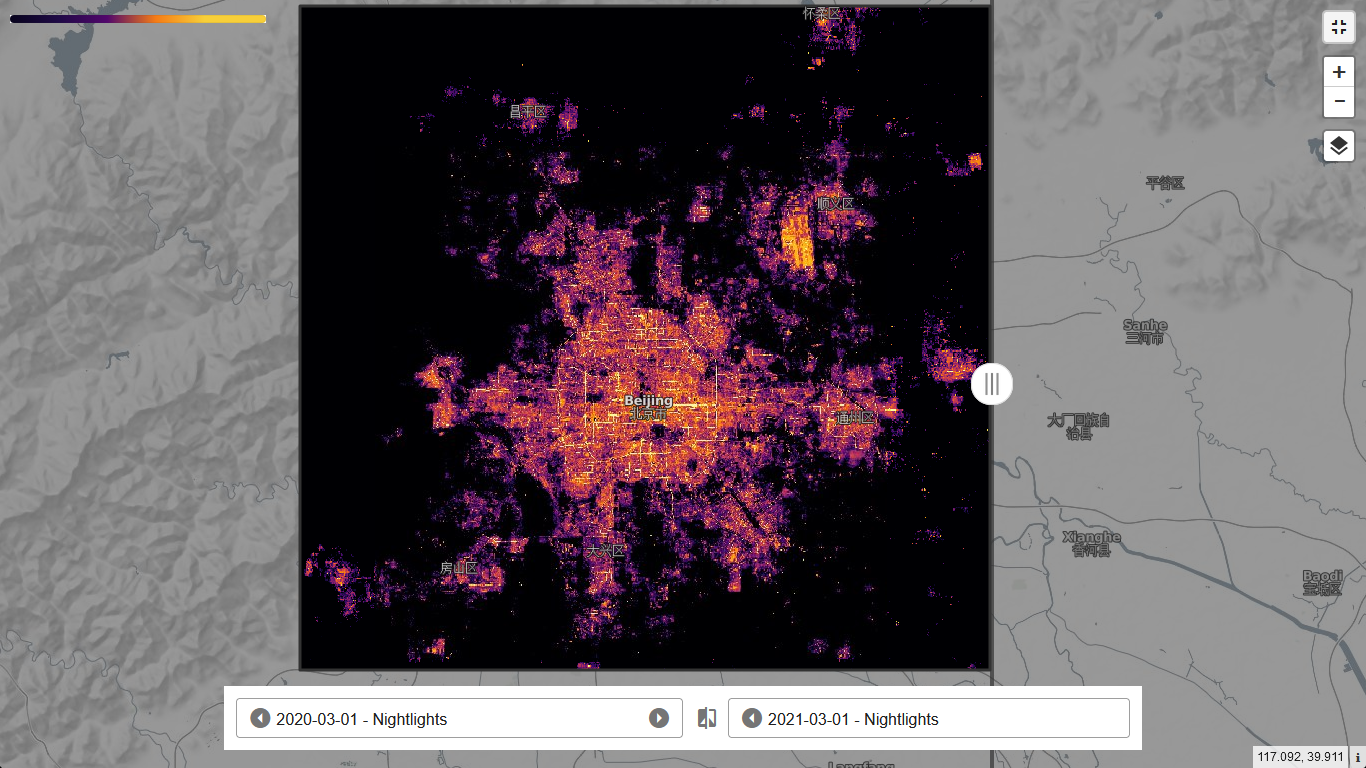 怀柔区
昌平区
平谷区
顺义区
Sanhe
三河市
Beijing
北京市
通州区
大厂回族自
治县
Xianghe
香河县
大兴区
房山区
Baodi
宝坻区
2020-03-01 - Nightlights
2021-03-01 - Nightlights
117.092, 39.911
Langfang